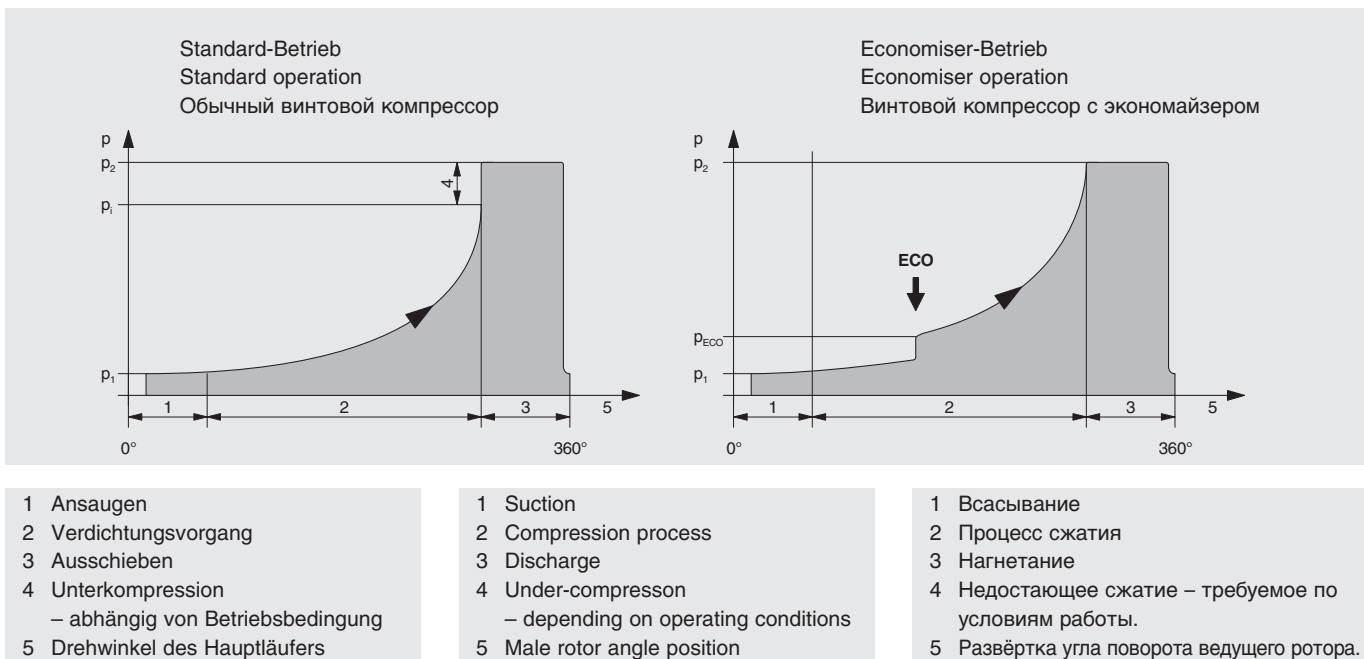 Standard-Betrieb
Standard operation
Обычный винтовой компрессор
p
p₂
pᵢ
p₁
4
1
2
3
5
0°
360°
Economiser-Betrieb
Economiser operation
Винтовой компрессор с экономайзером
p
p₂
ECO
pECO
p₁
1
2
3
5
0°
360°
1 Ansaugen
2 Verdichtungsvorgang
3 Ausschieben
4 Unterkompression
– abhängig von Betriebsbedingung
5 Drehwinkel des Hauptläufers
1 Suction
2 Compression process
3 Discharge
4 Under-compresson
– depending on operating conditions
5 Male rotor angle position
1 Всасывание
2 Процесс сжатия
3 Нагнетание
4 Недостающее сжатие – требуемое по
условиям работы.
5 Развёртка угла поворота ведущего ротора.